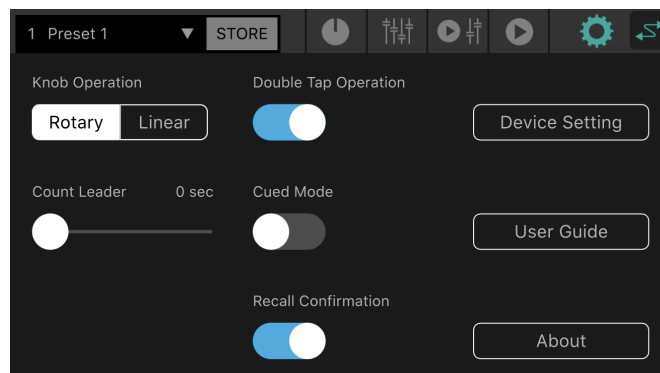 1 Preset 1 ▼ STORE
Knob Operation
Double Tap Operation
Rotary Linear
Device Setting
Count Leader 0 sec
Cued Mode
User Guide
Recall Confirmation
About